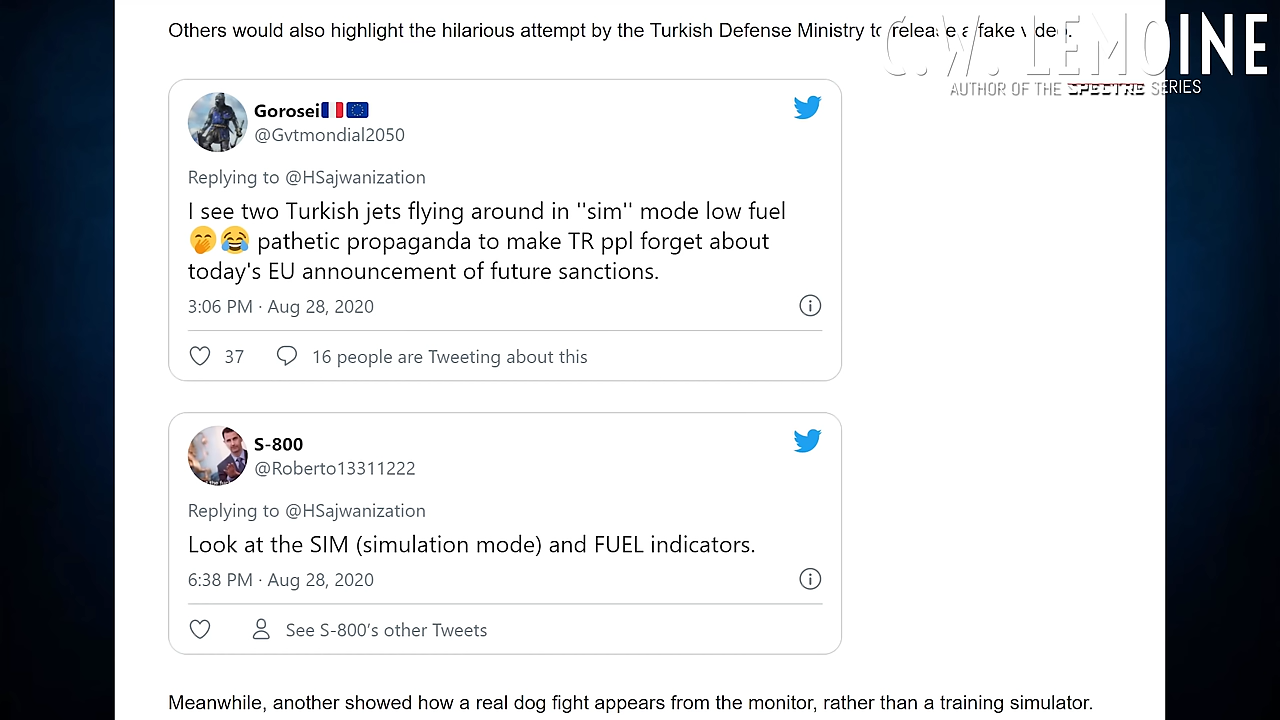 Others would also highlight the hilarious attempt by the Turkish Defense Ministry to release a fake video.
C.W. LEMOINE
AUTHOR OF THE SPECTRE SERIES
Gorosei🇫🇷🇪🇺
@Gvtmondial2050
Replying to @HSajwanization
I see two Turkish jets flying around in "sim" mode low fuel
🤭😂 pathetic propaganda to make TR ppl forget about
today's EU announcement of future sanctions.
3:06 PM · Aug 28, 2020
37
16 people are Tweeting about this
S-800
@Roberto13311222
Replying to @HSajwanization
Look at the SIM (simulation mode) and FUEL indicators.
6:38 PM · Aug 28, 2020
See S-800’s other Tweets
Meanwhile, another showed how a real dog fight appears from the monitor, rather than a training simulator.